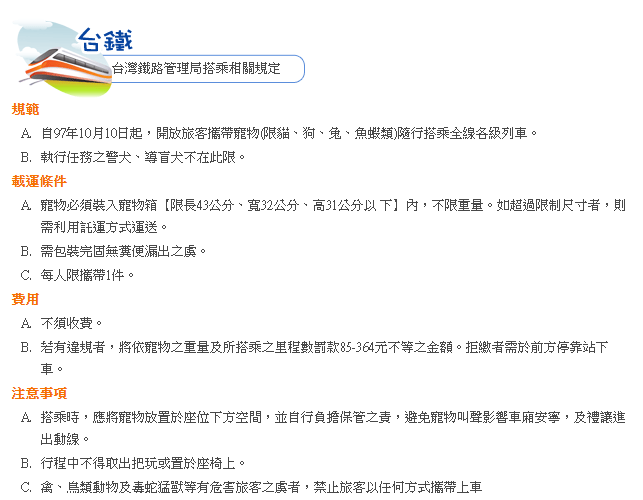 台鐵
台灣鐵路管理局搭乘相關規定
規範
A. 自97年10月10日起，開放旅客攜帶寵物(限貓、狗、兔、魚蝦類)隨行搭乘全線各級列車。
B. 執行任務之警犬、導盲犬不在此限。
載運條件
A. 寵物必須裝入寵物箱【限長43公分、寬32公分、高31公分以下】內，不限重量。如超過限制尺寸者，則
需利用託運方式運送。
B. 需包裝完固無糞便漏出之虞。
C. 每人限攜帶1件。
費用
A. 不須收費。
B. 若有違規者，將依寵物之重量及所搭乘之里程數罰款85-364元不等之金額。拒繳者需於前方停靠站下
車。
注意事項
A. 搭乘時，應將寵物放置於座位下方空間，並自行負擔保管之責，避免寵物叫聲影響車廂安寧，及禮讓進
出動線。
B. 行程中不得取出把玩或置於座椅上。
C. 禽、鳥類動物及毒蛇猛獸等有危害旅客之虞者，禁止旅客以任何方式攜帶上車